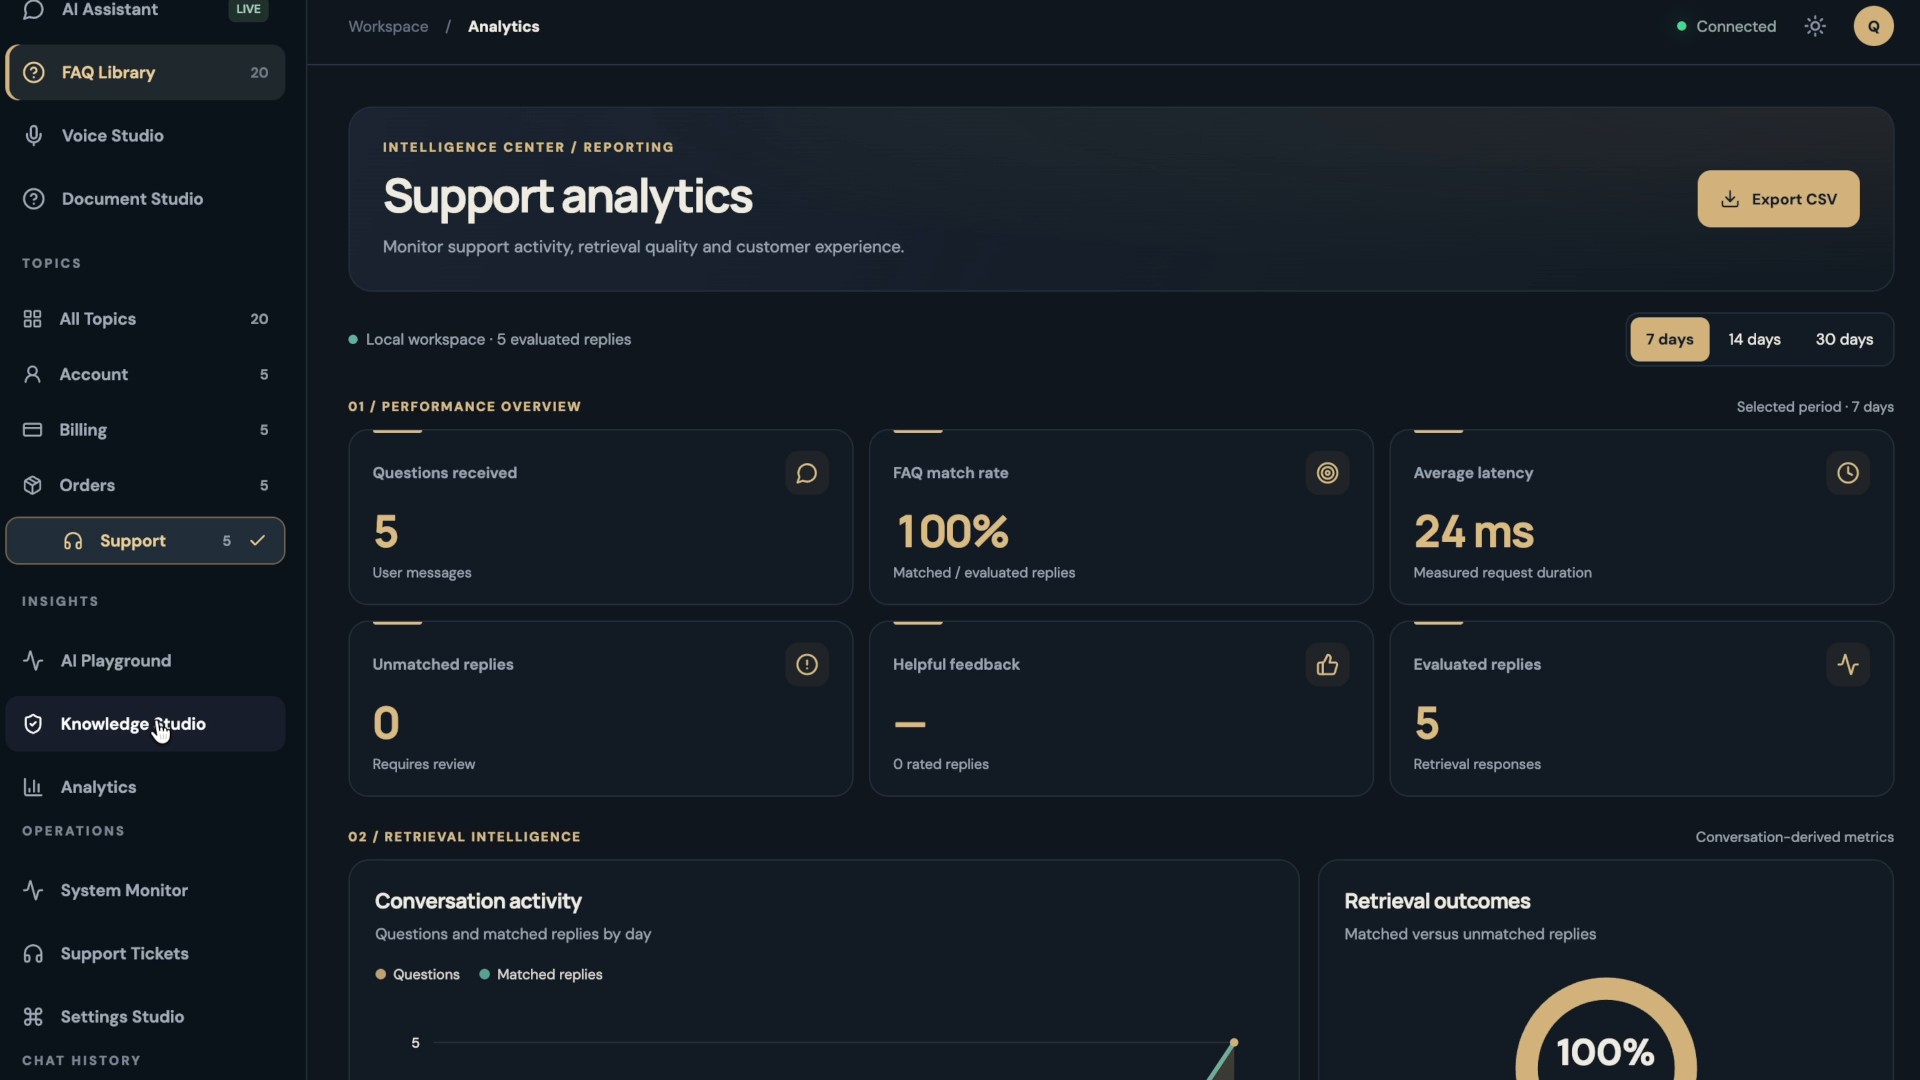 AI Assistant
LIVE
FAQ Library 20
Voice Studio
Document Studio
TOPICS
All Topics 20
Account 5
Billing 5
Orders 5
Support 5
INSIGHTS
AI Playground
Knowledge Studio
Analytics
OPERATIONS
System Monitor
Support Tickets
Settings Studio
CHAT HISTORY
Workspace / Analytics
Connected
Q
INTELLIGENCE CENTER / REPORTING
Support analytics
Monitor support activity, retrieval quality and customer experience.
Export CSV
Local workspace · 5 evaluated replies
7 days 14 days 30 days
01 / PERFORMANCE OVERVIEW
Selected period · 7 days
Questions received
5
User messages
FAQ match rate
100%
Matched / evaluated replies
Average latency
24 ms
Measured request duration
Unmatched replies
0
Requires review
Helpful feedback
—
0 rated replies
Evaluated replies
5
Retrieval responses
02 / RETRIEVAL INTELLIGENCE
Conversation-derived metrics
Conversation activity
Questions and matched replies by day
Questions Matched replies
5
Retrieval outcomes
Matched versus unmatched replies
100%